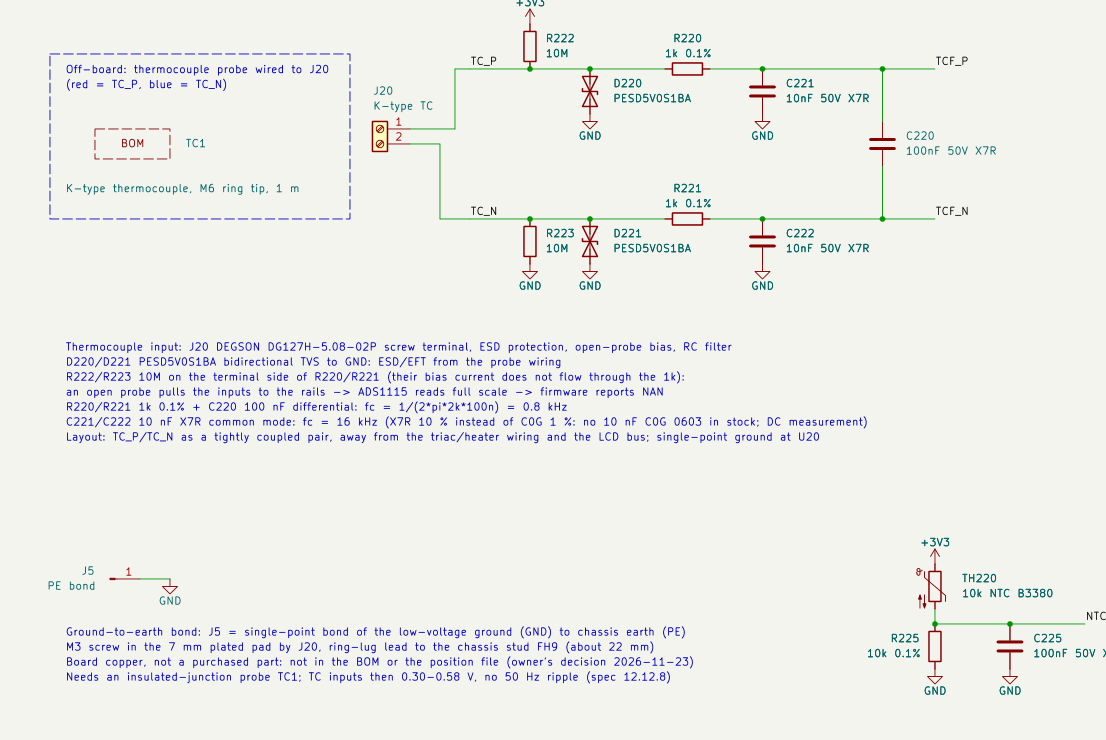 +3V3
R222
10M
TC_P
R220
1k 0.1%
TCF_P
D220
PESD5V0S1BA
GND
C221
10nF 50V X7R
GND
Off-board: thermocouple probe wired to J20
(red = TC_P, blue = TC_N)
BOM
TC1
K-type thermocouple, M6 ring tip, 1 m
J20
K-type TC
1
2
C220
100nF 50V X7R
TC_N
R221
1k 0.1%
TCF_N
R223
10M
GND
D221
PESD5V0S1BA
GND
C222
10nF 50V X7R
GND
Thermocouple input: J20 DEGSON DG127H-5.08-02P screw terminal, ESD protection, open-probe bias, RC filter
D220/D221 PESD5V0S1BA bidirectional TVS to GND: ESD/EFT from the probe wiring
R222/R223 10M on the terminal side of R220/R221 (their bias current does not flow through the 1k):
an open probe pulls the inputs to the rails -> ADS1115 reads full scale -> firmware reports NAN
R220/R221 1k 0.1% + C220 100 nF differential: fc = 1/(2*pi*2k*100n) = 0.8 kHz
C221/C222 10 nF X7R common mode: fc = 16 kHz (X7R 10 % instead of C0G 1 %: no 10 nF C0G 0603 in stock; DC measurement)
Layout: TC_P/TC_N as a tightly coupled pair, away from the triac/heater wiring and the LCD bus; single-point ground at U20
J5
PE bond
1
GND
Ground-to-earth bond: J5 = single-point bond of the low-voltage ground (GND) to chassis earth (PE)
M3 screw in the 7 mm plated pad by J20, ring-lug lead to the chassis stud FH9 (about 22 mm)
Board copper, not a purchased part: not in the BOM or the position file (owner's decision 2026-11-23)
Needs an insulated-junction probe TC1; TC inputs then 0.30-0.58 V, no 50 Hz ripple (spec 12.12.8)
+3V3
TH220
10k NTC B3380
NTC
R225
10k 0.1%
GND
C225
100nF 50V
GND